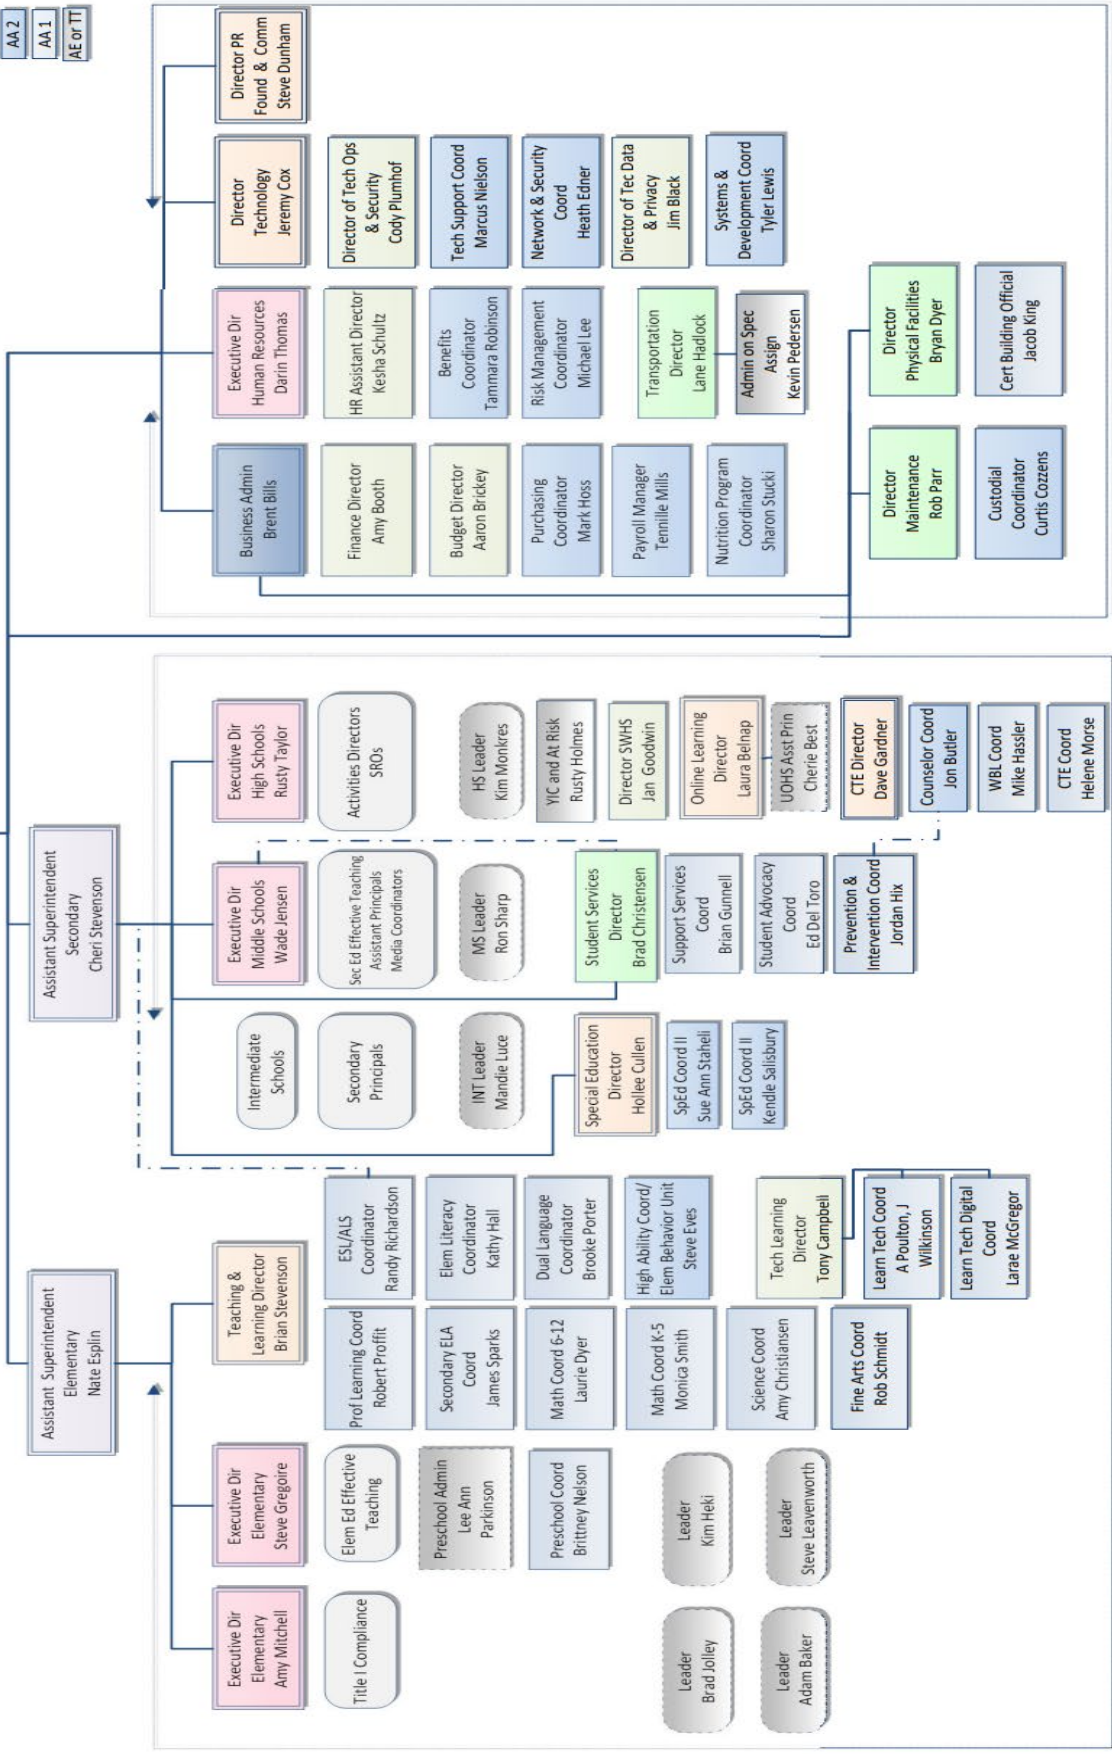 AA 2
AA 1
AE or TT
Assistant Superintendent
Elementary
Nate Esplin
Assistant Superintendent
Secondary
Cheri Stevenson
Executive Dir
Elementary
Amy Mitchell
Title I Compliance
Leader
Brad Jolley
Leader
Adam Baker
Executive Dir
Elementary
Steve Gregoire
Elem Ed Effective
Teaching
Preschool Admin
Lee Ann
Parkinson
Preschool Coord
Brittney Nelson
Leader
Kim Heki
Leader
Steve Leavenworth
Teaching &
Learning Director
Brian Stevenson
Prof Learning Coord
Robert Proffit
Secondary ELA
Coord
James Sparks
Math Coord 6-12
Laurie Dyer
Math Coord K-5
Monica Smith
Science Coord
Amy Christiansen
Fine Arts Coord
Rob Schmidt
ESL/ALS
Coordinator
Randy Richardson
Elem Literacy
Coordinator
Kathy Hall
Dual Language
Coordinator
Brooke Porter
High Ability Coord/
Elem Behavior Unit
Steve Eves
Tech Learning
Director
Tony Campbell
Learn Tech Coord
A Poulton, J
Wilkinson
Learn Tech Digital
Coord
Larae McGregor
Intermediate
Schools
Secondary
Principals
INT Leader
Mandie Luce
Special Education
Director
Hollee Cullen
SpEd Coord II
Sue Ann Staheli
SpEd Coord II
Kendle Salisbury
Executive Dir
Middle Schools
Wade Jensen
Sec Ed Effective Teaching
Assistant Principals
Media Coordinators
MS Leader
Ron Sharp
Student Services
Director
Brad Christensen
Support Services
Coord
Brian Gunnell
Student Advocacy
Coord
Ed Del Toro
Prevention &
Intervention Coord
Jordan Hix
Executive Dir
High Schools
Rusty Taylor
Activities Directors
SROs
HS Leader
Kim Monkres
YIC and At Risk
Rusty Holmes
Director SWHS
Jan Goodwin
Online Learning
Director
Laura Belnap
UOHS Asst Prin
Cherie Best
CTE Director
Dave Gardner
Counselor Coord
Jon Butler
WBL Coord
Mike Hassler
CTE Coord
Helene Morse
Business Admin
Brent Bills
Finance Director
Amy Booth
Budget Director
Aaron Brickey
Purchasing
Coordinator
Mark Hoss
Payroll Manager
Tennille Mills
Nutrition Program
Coordinator
Sharon Stucki
Director
Maintenance
Rob Parr
Custodial
Coordinator
Curtis Cozzens
Executive Dir
Human Resources
Darin Thomas
HR Assistant Director
Kesha Schultz
Benefits
Coordinator
Tammara Robinson
Risk Management
Coordinator
Michael Lee
Transportation
Director
Lane Hadlock
Admin on Spec
Assign
Kevin Pedersen
Director
Physical Facilities
Bryan Dyer
Cert Building Official
Jacob King
Director
Technology
Jeremy Cox
Director of Tech Ops
& Security
Cody Plumhof
Tech Support Coord
Marcus Nielson
Network & Security
Coord
Heath Edner
Director of Tec Data
& Privacy
Jim Black
Systems &
Development Coord
Tyler Lewis
Director PR
Found & Comm
Steve Dunham